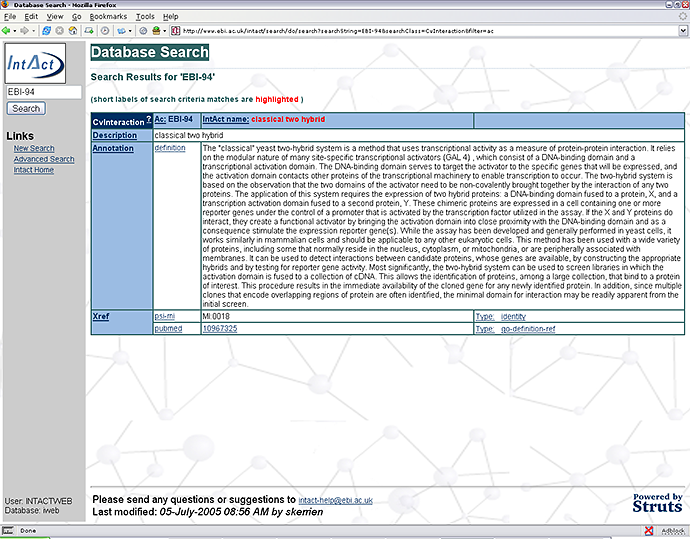 Database Search - Mozilla Firefox
File Edit View Go Bookmarks Tools Help
http://www.ebi.ac.uk/intact/search/do/search?searchString=EBI-94&searchClass=CvInteraction&filter=ac
IntAct
Database Search
EBI-94
Search
Search Results for 'EBI-94'
(short labels of search criteria matches are highlighted )
Links
New Search
Advanced Search
Intact Home
CvInteraction ? Ac: EBI-94 IntAct name: classical two hybrid
Description classical two hybrid
Annotation definition The "classical" yeast two-hybrid system is a method that uses transcriptional activity as a measure of protein-protein interaction. It relies
on the modular nature of many site-specific transcriptional activators (GAL 4) , which consist of a DNA-binding domain and a
transcriptional activation domain. The DNA-binding domain serves to target the activator to the specific genes that will be expressed, and
the activation domain contacts other proteins of the transcriptional machinery to enable transcription to occur. The two-hybrid system is
based on the observation that the two domains of the activator need to be non-covalently brought together by the interaction of any two
proteins. The application of this system requires the expression of two hybrid proteins: a DNA-binding domain fused to a protein, X, and a
transcription activation domain fused to a second protein, Y. These chimeric proteins are expressed in a cell containing one or more
reporter genes under the control of a promoter that is activated by the transcription factor utilized in the assay. If the X and Y proteins do
interact, they create a functional activator by bringing the activation domain into close proximity with the DNA-binding domain and as a
consequence stimulate the expression reporter gene(s). While the assay has been developed and generally performed in yeast cells, it
works similarly in mammalian cells and should be applicable to any other eukaryotic cells. This method has been used with a wide variety
of proteins, including some that normally reside in the nucleus, cytoplasm, or mitochondria, or are peripherally associated with
membranes. It can be used to detect interactions between candidate proteins, whose genes are available, by constructing the appropriate
hybrids and by testing for reporter gene activity. Most significantly, the two-hybrid system can be used to screen libraries in which the
activation domain is fused to a collection of cDNA. This allows the identification of proteins, among a large collection, that bind to a protein
of interest. This procedure results in the immediate availability of the cloned gene for any newly identified protein. In addition, since multiple
clones that encode overlapping regions of protein are often identified, the minimal domain for interaction may be readily apparent from the
initial screen.
Xref psi-mi MI:0018 Type: identity
pubmed 10967325 Type: go-definition-ref
User: INTACTWEB
Database: iweb
Please send any questions or suggestions to intact-help@ebi.ac.uk
Last modified: 05-July-2005 08:56 AM by skerrien
Powered by
Struts
Done Adblock